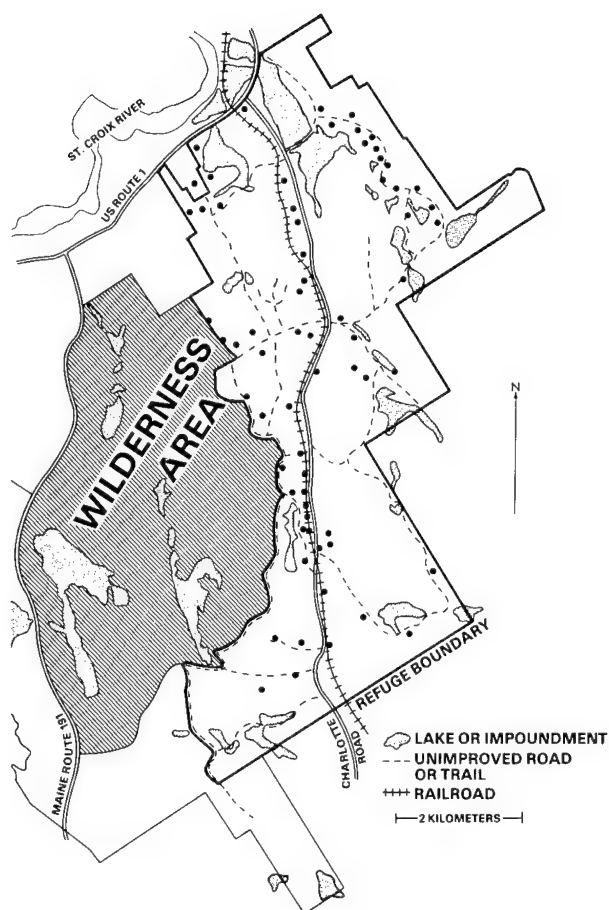 ST. CROIX RIVER
US ROUTE 1
WILDERNESS
AREA
N
MAINE ROUTE 191
REFUGE BOUNDARY
CHARLOTTE
ROAD
LAKE OR IMPOUNDMENT
UNIMPROVED ROAD
OR TRAIL
RAILROAD
2 KILOMETERS